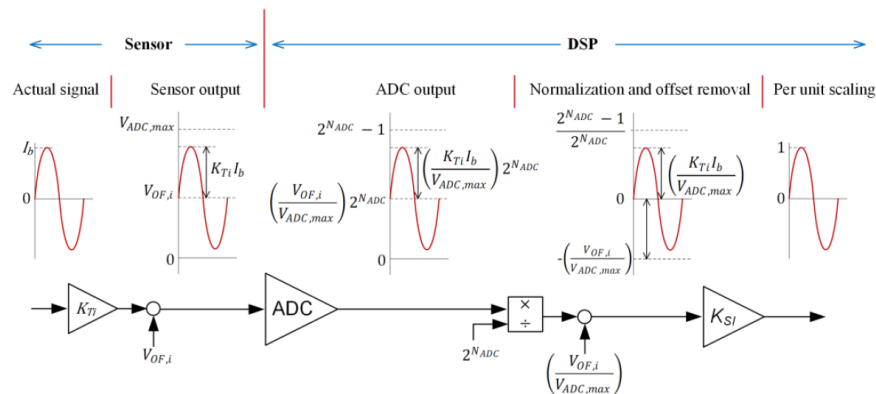 Sensor
DSP
Actual signal
Sensor output
ADC output
Normalization and offset removal
Per unit scaling
I_b
0
V_{ADC,max}
K_{Ti}I_b
V_{OF,i}
0
2^{N_{ADC}} − 1
(K_{Ti}I_b / V_{ADC,max}) 2^{N_{ADC}}
(V_{OF,i} / V_{ADC,max}) 2^{N_{ADC}}
0
(2^{N_{ADC}} − 1) / 2^{N_{ADC}}
(K_{Ti}I_b / V_{ADC,max})
0
-(V_{OF,i} / V_{ADC,max})
1
0
K_{Ti}
V_{OF,i}
ADC
×
÷
2^{N_{ADC}}
(V_{OF,i} / V_{ADC,max})
K_{SI}